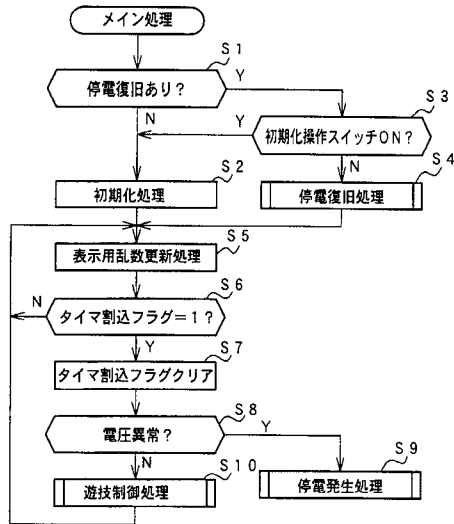 メイン処理
S1
停電復旧あり?
Y
N
S3
Y
初期化操作スイッチON?
S2
N
S4
初期化処理
停電復旧処理
S5
表示用乱数更新処理
S6
N
タイマ割込フラグ=1?
Y
S7
タイマ割込フラグクリア
S8
電圧異常?
Y
N
S10
S9
遊技制御処理
停電発生処理